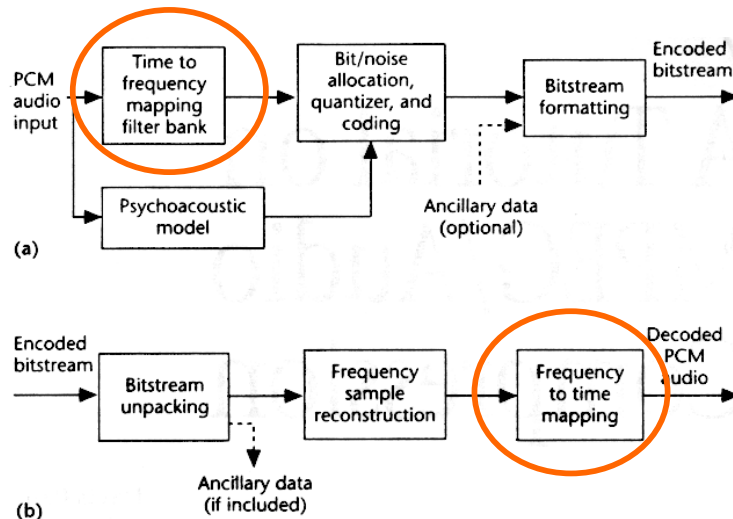 PCM
audio
input
Time to
frequency
mapping
filter bank
Bit/noise
allocation,
quantizer, and
coding
Bitstream
formatting
Encoded
bitstream
Psychoacoustic
model
Ancillary data
(optional)
(a)
Encoded
bitstream
Bitstream
unpacking
Frequency
sample
reconstruction
Frequency
to time
mapping
Decoded
PCM
audio
Ancillary data
(if included)
(b)